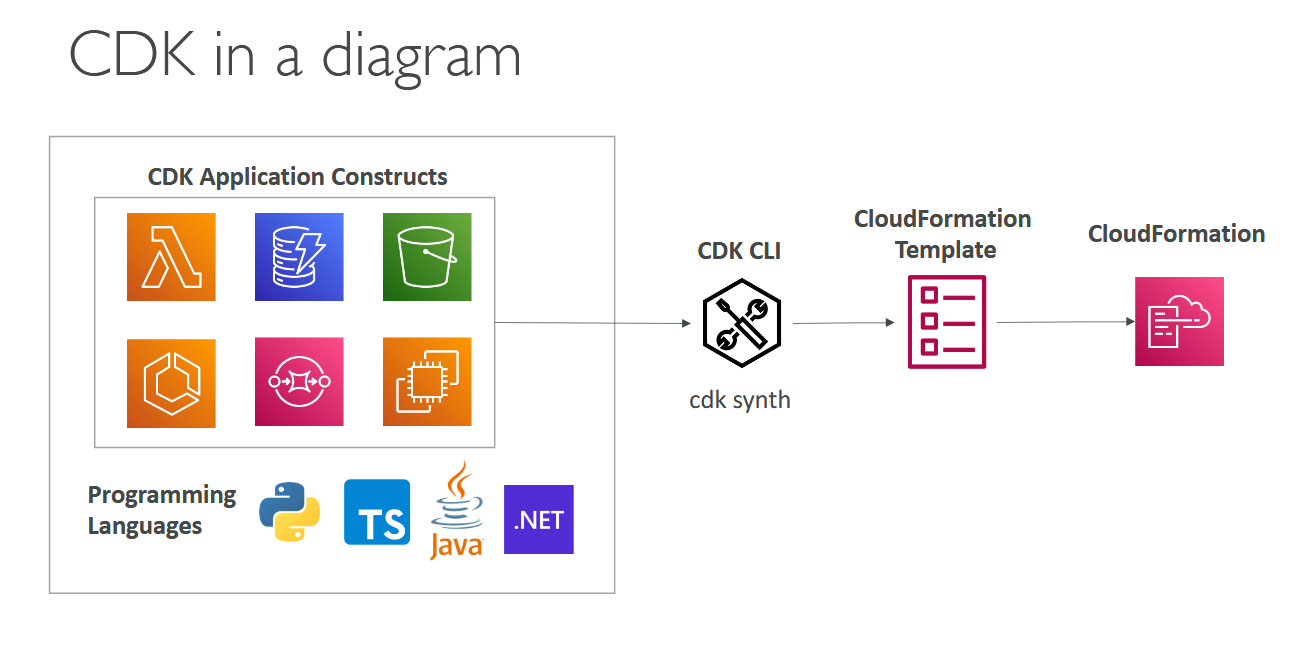 CDK in a diagram
CDK Application Constructs
Programming
Languages
TS
Java
.NET
CDK CLI
cdk synth
CloudFormation
Template
CloudFormation